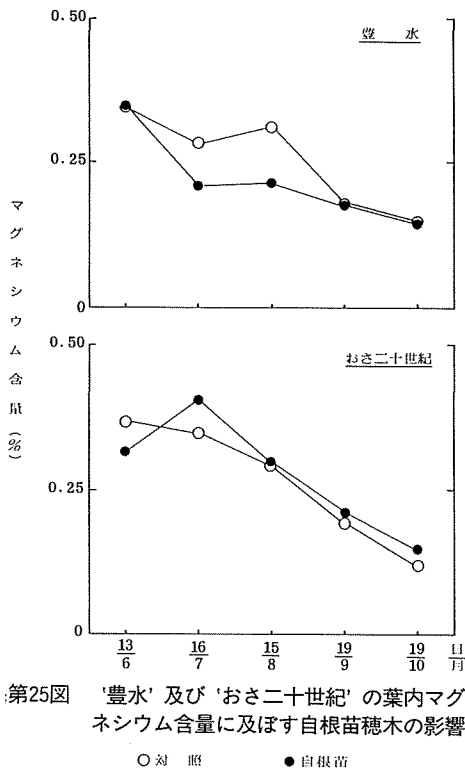 0.50
豊 水
0.25
0
マグネシウム含量 (%)
0.50
おさ二十世紀
0.25
0
13/6 16/7 15/8 19/9 19/10 日/月
第25図 '豊水' 及び 'おさ二十世紀' の葉内マグ
ネシウム含量に及ぼす自根苗穂木の影響
○ 対 照 ● 自根苗